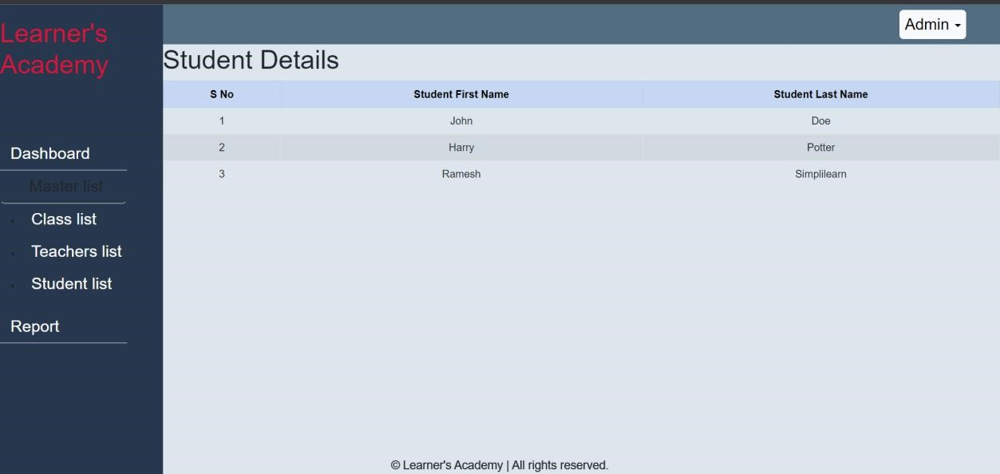 Learner's
Academy
Admin
Student Details
S No Student First Name Student Last Name
1 John Doe
2 Harry Potter
3 Ramesh Simplilearn
Dashboard
Master list
Class list
Teachers list
Student list
Report
© Learner's Academy | All rights reserved.